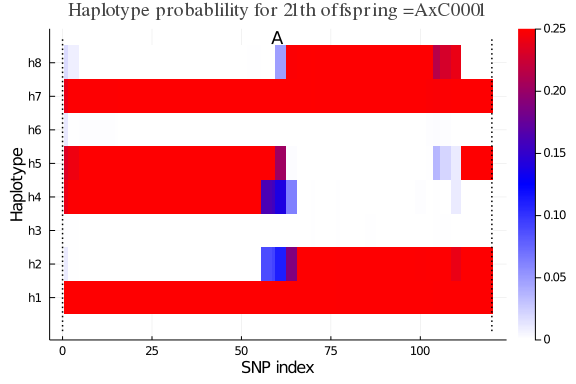 Haplotype probablility for 21th offspring =AxC0001
A
h8
h7
h6
h5
h4
h3
h2
h1
Haplotype
0
25
50
75
100
SNP index
0.25
0.20
0.15
0.10
0.05
0